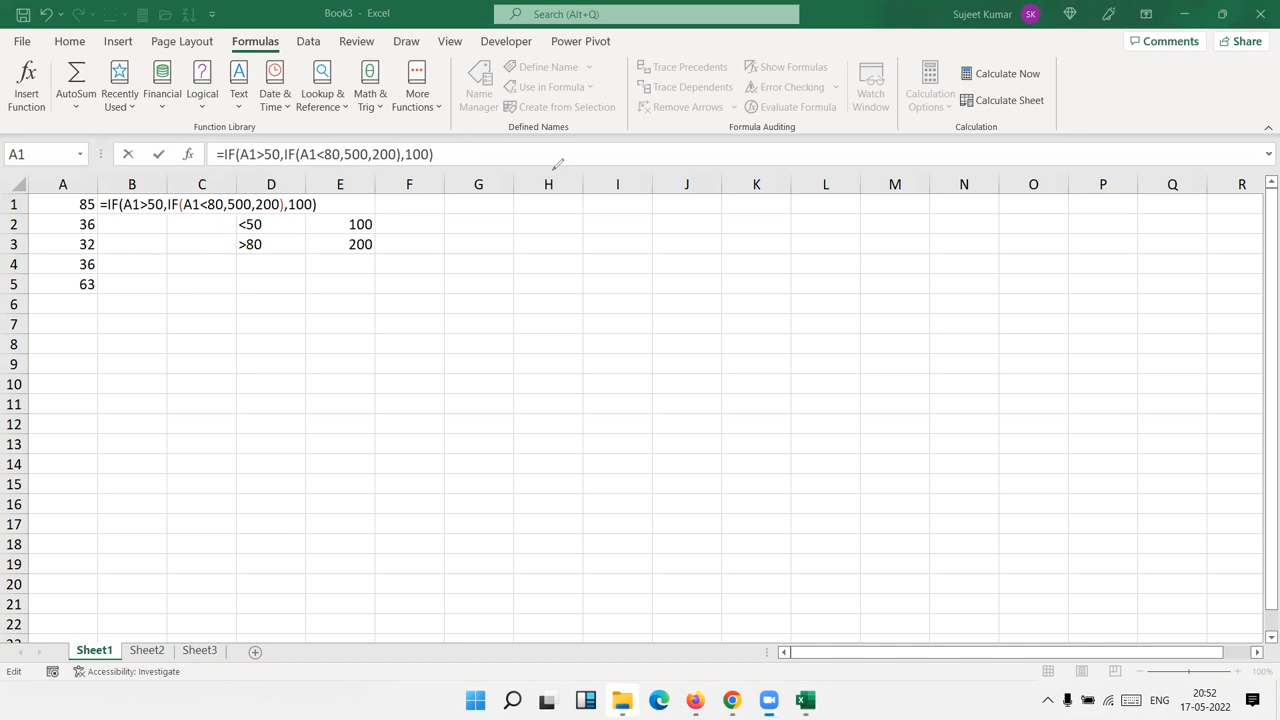 Book3 - Excel
Search (Alt+Q)
Sujeet Kumar
SK
File Home Insert Page Layout Formulas Data Review View Draw Developer Power Pivot
Comments Share
Insert Function
AutoSum
Recently Used
Financial
Logical
Text
Date & Time
Lookup & Reference
Math & Trig
More Functions
Function Library
Name Manager
Define Name
Use in Formula
Create from Selection
Defined Names
Trace Precedents
Trace Dependents
Remove Arrows
Show Formulas
Error Checking
Evaluate Formula
Formula Auditing
Watch Window
Calculation Options
Calculate Now
Calculate Sheet
Calculation
A1 fx =IF(A1>50,IF(A1<80,500,200),100)
A B C D E F G H I J K L M N O P Q R
1 85 =IF(A1>50,IF(A1<80,500,200),100)
2 36 <50 100
3 32 >80 200
4 36
5 63
6
7
8
9
10
11
12
13
14
15
16
17
18
19
20
21
22
23
Sheet1 Sheet2 Sheet3
Edit
Accessibility: Investigate
100%
ENG
20:52
17-05-2022